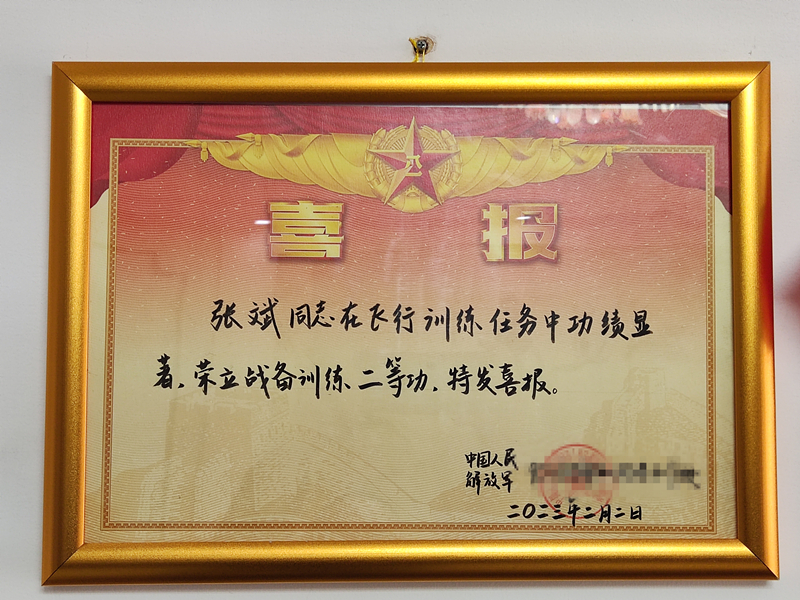 喜报
张斌同志在飞行训练任务中功绩显
著，荣立战备训练二等功，特发喜报。
中国人民
解放军
二〇二三年二月二日